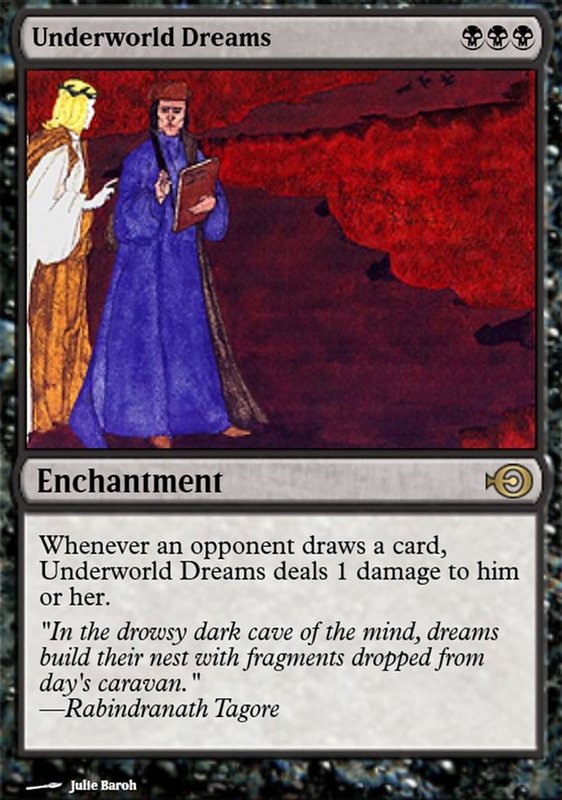 Underworld Dreams
Enchantment
Whenever an opponent draws a card,
Underworld Dreams deals 1 damage to him
or her.
"In the drowsy dark cave of the mind, dreams
build their nest with fragments dropped from
day's caravan."
—Rabindranath Tagore
Julie Baroh